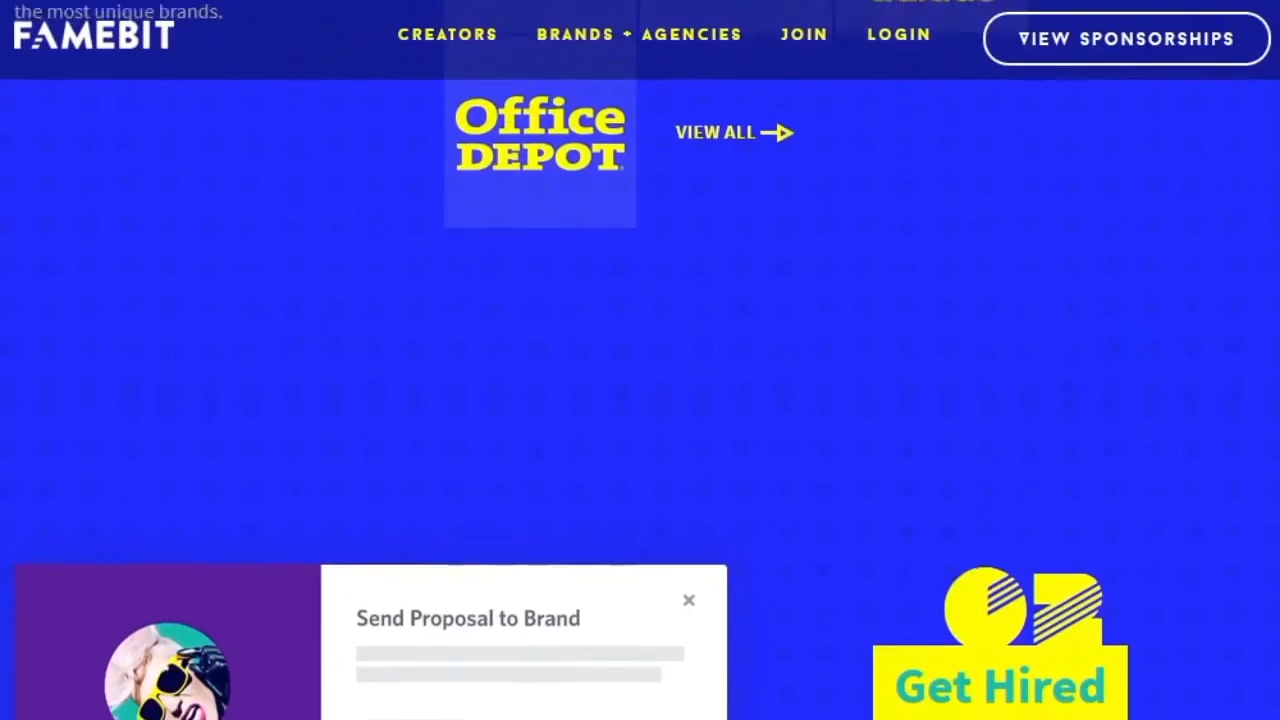 the most unique brands.
FAMEBIT
CREATORS
BRANDS + AGENCIES
JOIN
LOGIN
VIEW SPONSORSHIPS
Office
DEPOT
VIEW ALL
Send Proposal to Brand
02
Get Hired